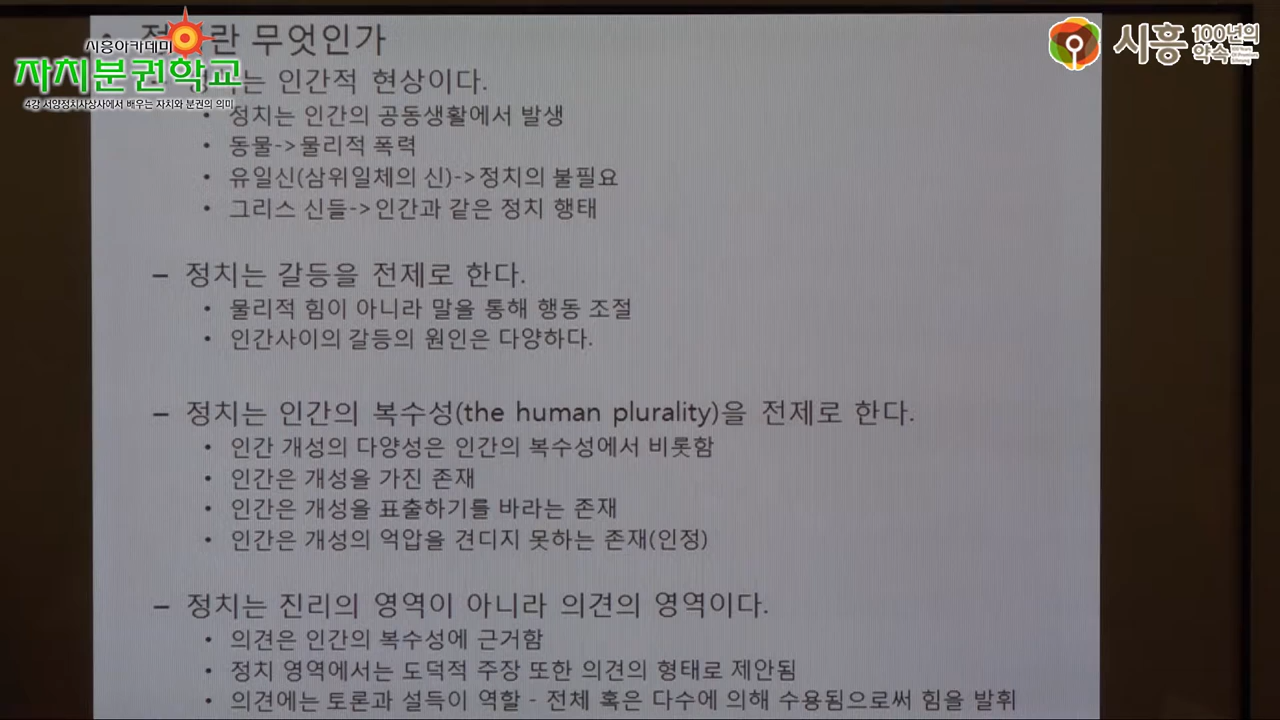 시흥아카데미
자치분권학교
4강 서양정치사상사에서 배우는 자치와 분권의 의미
시흥 100년의 약속
란 무엇인가
는 인간적 현상이다.
• 정치는 인간의 공동생활에서 발생
• 동물->물리적 폭력
• 유일신(삼위일체의 신)->정치의 불필요
• 그리스 신들->인간과 같은 정치 행태
– 정치는 갈등을 전제로 한다.
• 물리적 힘이 아니라 말을 통해 행동 조절
• 인간사이의 갈등의 원인은 다양하다.
– 정치는 인간의 복수성(the human plurality)을 전제로 한다.
• 인간 개성의 다양성은 인간의 복수성에서 비롯함
• 인간은 개성을 가진 존재
• 인간은 개성을 표출하기를 바라는 존재
• 인간은 개성의 억압을 견디지 못하는 존재(인정)
– 정치는 진리의 영역이 아니라 의견의 영역이다.
• 의견은 인간의 복수성에 근거함
• 정치 영역에서는 도덕적 주장 또한 의견의 형태로 제안됨
• 의견에는 토론과 설득이 역할 - 전체 혹은 다수에 의해 수용됨으로써 힘을 발휘